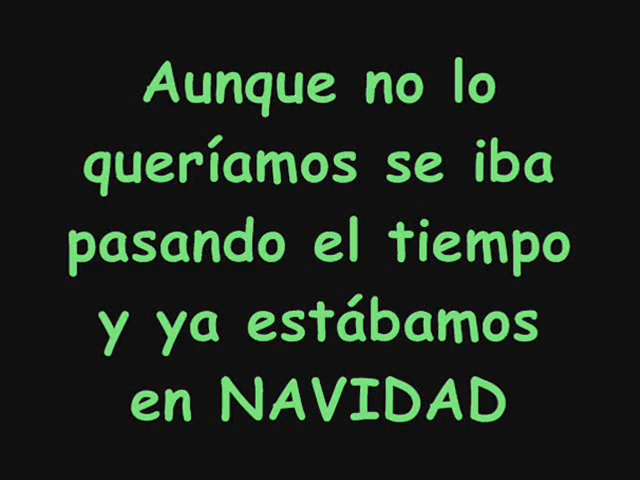 Aunque no lo
queríamos se iba
pasando el tiempo
y ya estábamos
en NAVIDAD